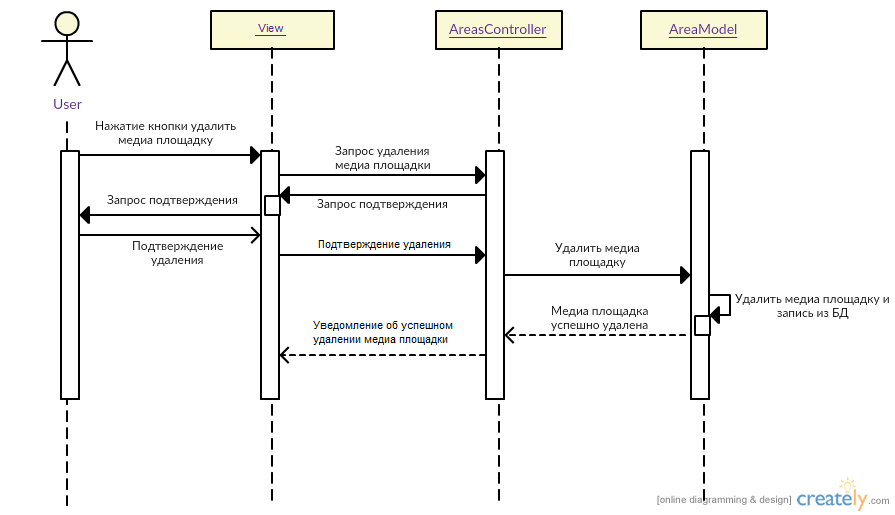 View
AreasController
AreaModel
User
Нажатие кнопки удалить
медиа площадку
Запрос удаления
медиа площадки
Запрос подтверждения
Запрос подтверждения
Подтверждение
удаления
Подтверждение удаления
Удалить медиа
площадку
Удалить медиа площадку и
запись из БД
Медиа площадка
успешно удалена
Уведомление об успешном
удалении медиа площадки
[online diagramming & design] creately.com